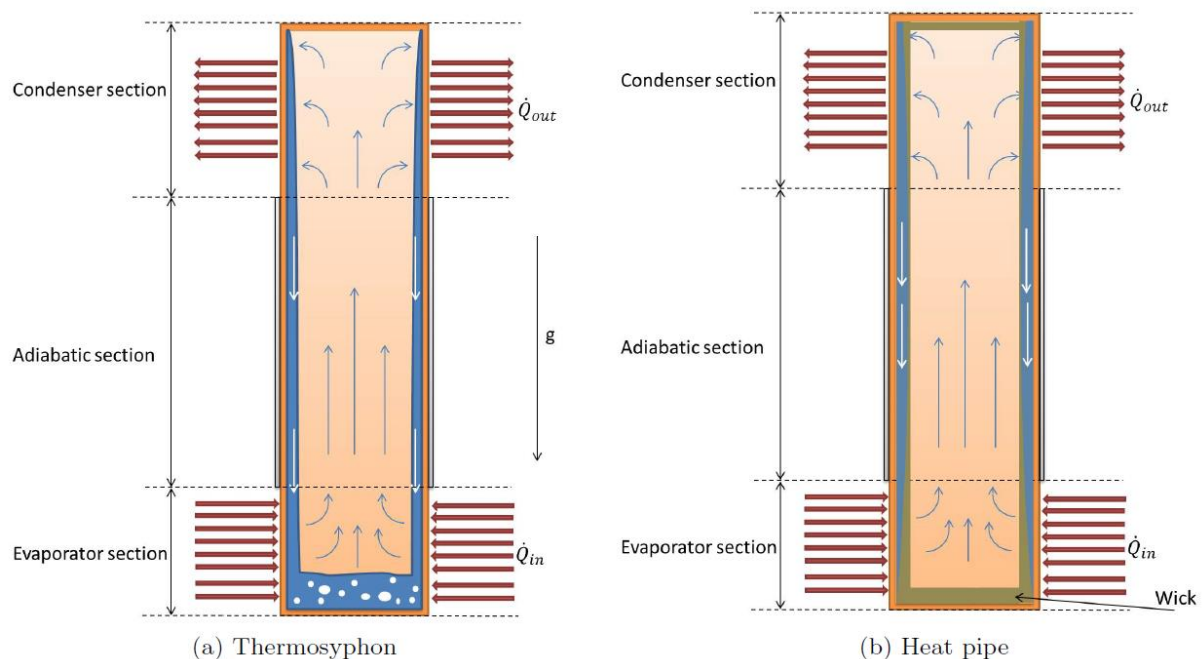 Condenser section
Q̇out
Adiabatic section
g
Evaporator section
Q̇in
(a) Thermosyphon
Condenser section
Q̇out
Adiabatic section
Evaporator section
Q̇in
Wick
(b) Heat pipe